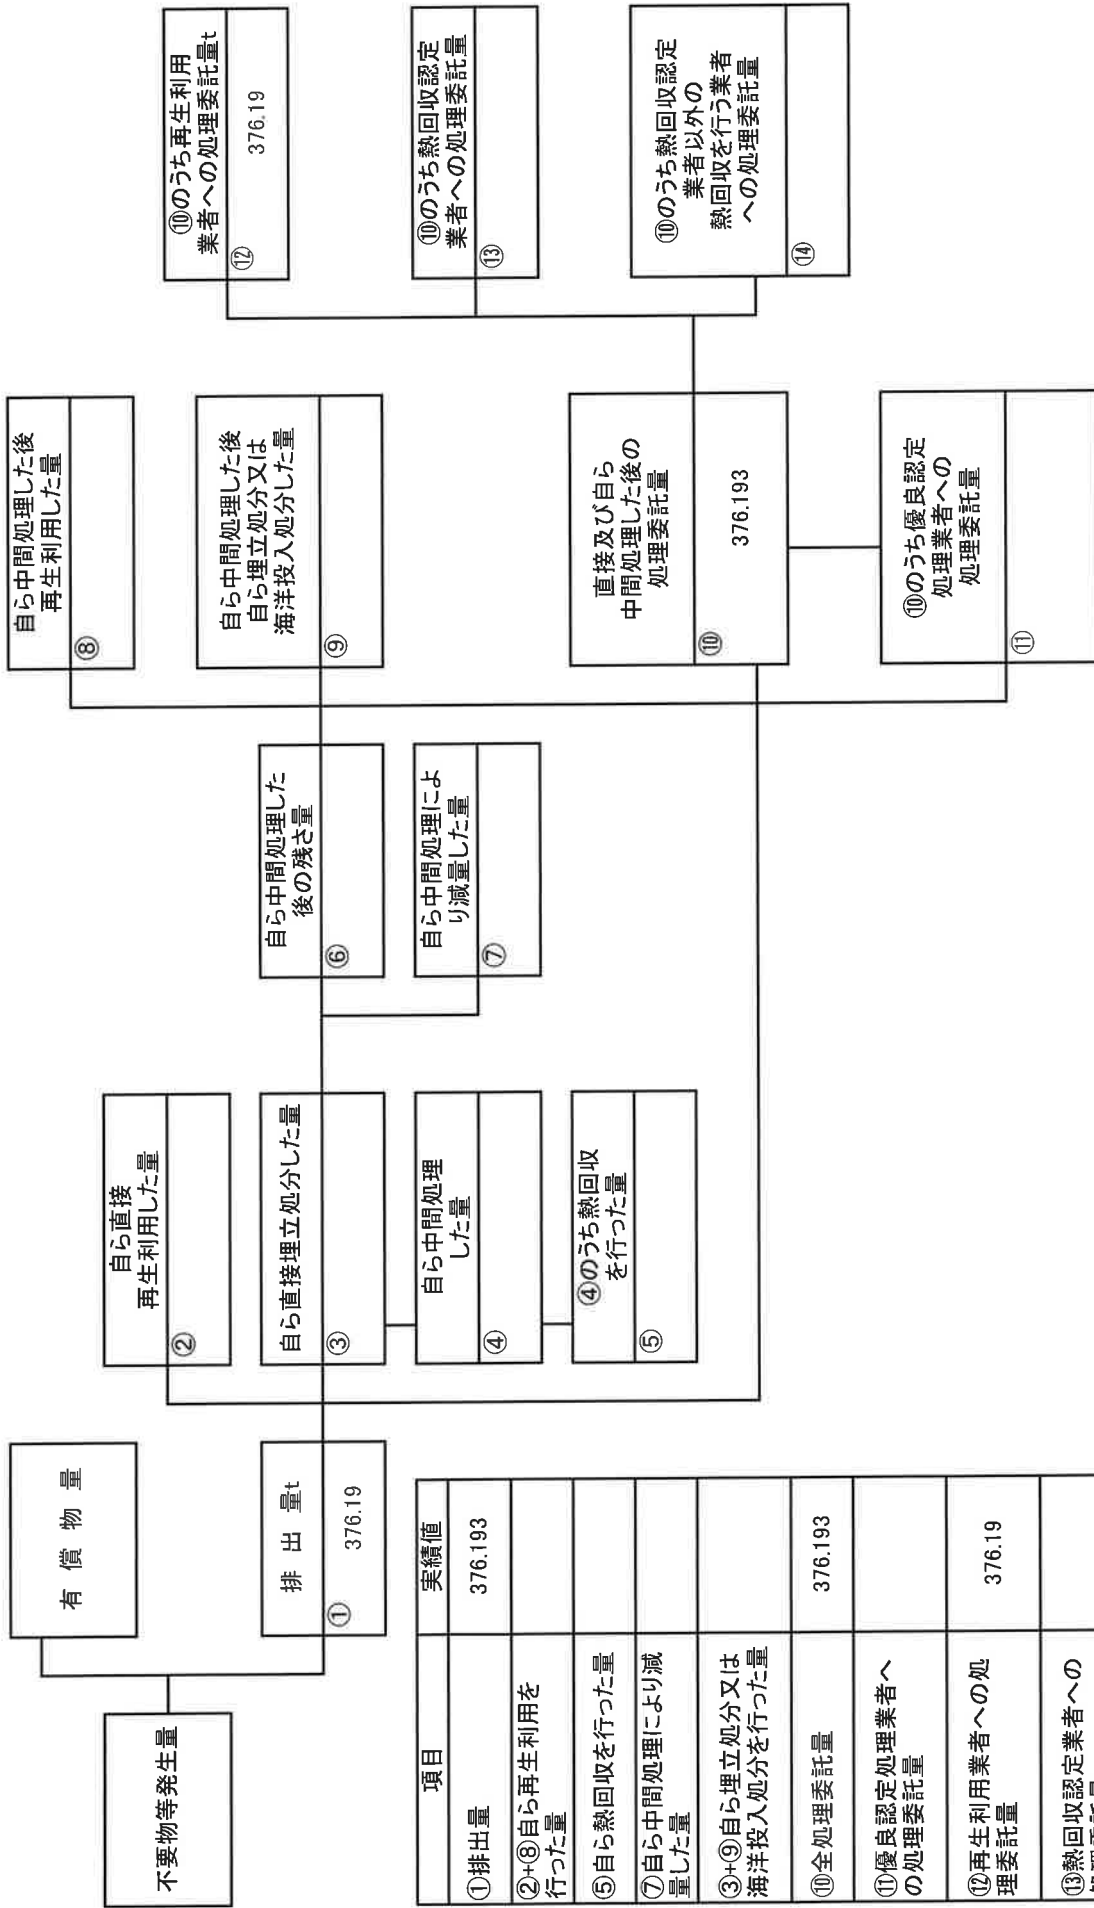 不要物等発生量
有 償 物 量
排 出 量t
① 376.19
自ら直接
再生利用した量
②
自ら直接埋立処分した量
③
自ら中間処理
した量
④
④のうち熱回収
を行った量
⑤
自ら中間処理した
後の残さ量
⑥
自ら中間処理によ
り減量した量
⑦
自ら中間処理した後
再生利用した量
⑧
自ら中間処理した後
自ら埋立処分又は
海洋投入処分した量
⑨
直接及び自ら
中間処理した後の
処理委託量
⑩ 376.193
⑩のうち優良認定
処理業者への
処理委託量
⑪
⑩のうち再生利用
業者への処理委託量t
⑫ 376.19
⑩のうち熱回収認定
業者への処理委託量
⑬
⑩のうち熱回収認定
業者以外の
熱回収を行う業者
への処理委託量
⑭
項目 実績値
①排出量 376.193
②+⑧自ら再生利用を
行った量
⑤自ら熱回収を行った量
⑦自ら中間処理により減
量した量
③+⑨自ら埋立処分又は
海洋投入処分を行った量
⑩全処理委託量 376.193
⑪優良認定処理業者へ
の処理委託量
⑫再生利用業者への処
理委託量 376.19
⑬熱回収認定業者への